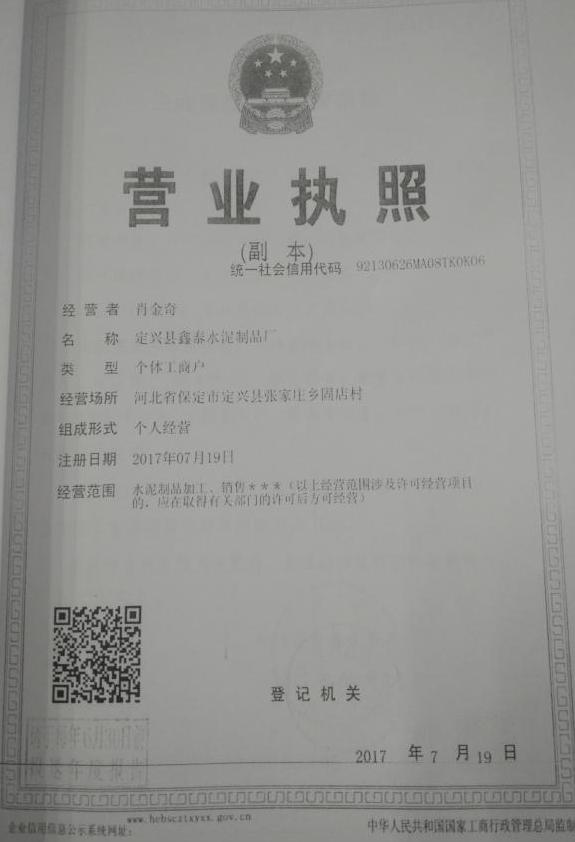 营业执照
(副 本)
统一社会信用代码 92130626MA08TK0K06
经营者 肖金奇
名称 定兴县鑫泰水泥制品厂
类型 个体工商户
经营场所 河北省保定市定兴县张家庄乡固店村
组成形式 个人经营
注册日期 2017年07月19日
经营范围 水泥制品加工、销售***(以上经营范围涉及许可经营项目
的,应在取得有关部门的许可后方可经营)
登记机关
2017 年 7 月 19 日
www.hebscztxyxx.gov.cn
企业信用信息公示系统网址:
中华人民共和国国家工商行政管理总局监制